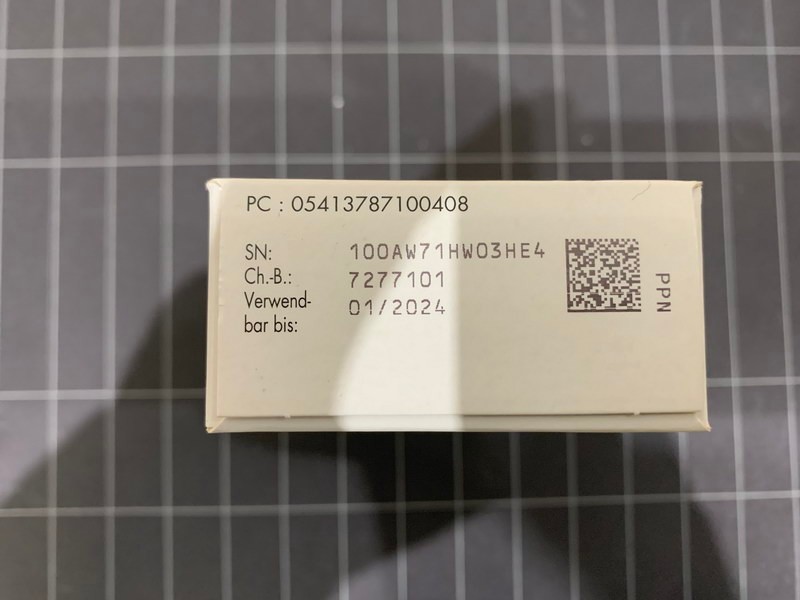 PC : 05413787100408
SN: 100AW71HW03HE4
Ch.-B.: 7277101
Verwend-
bar bis: 01/2024
PPN